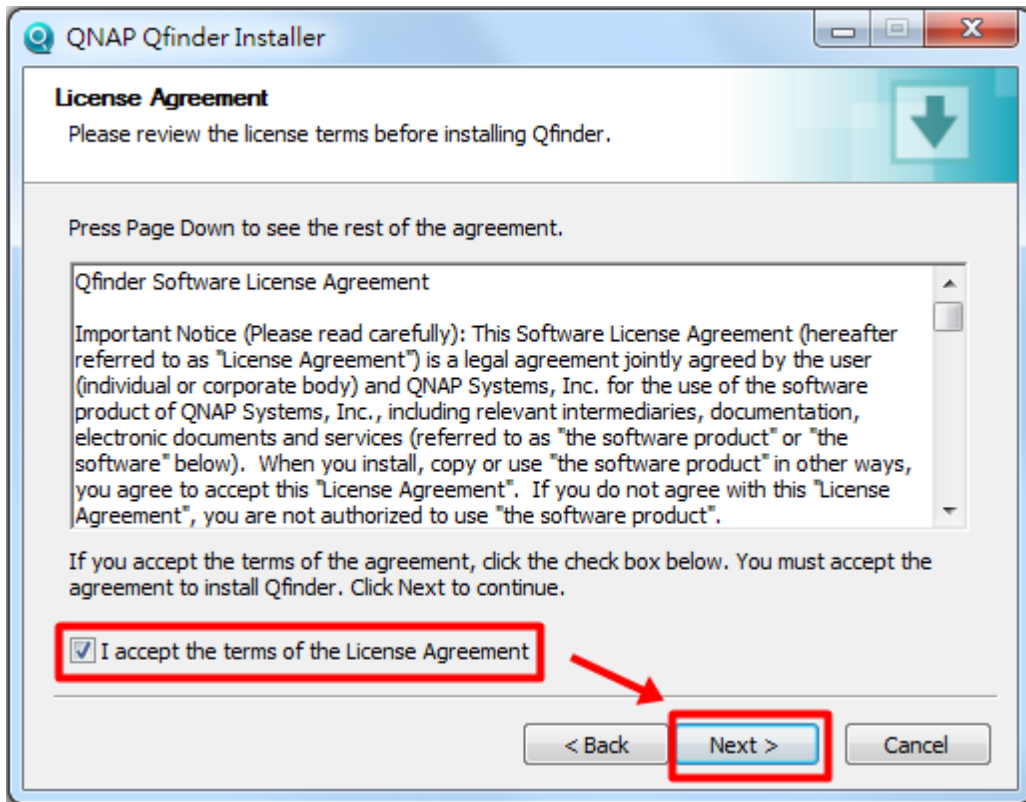 QNAP Qfinder Installer
License Agreement
Please review the license terms before installing Qfinder.
Press Page Down to see the rest of the agreement.
Qfinder Software License Agreement
Important Notice (Please read carefully): This Software License Agreement (hereafter
referred to as "License Agreement") is a legal agreement jointly agreed by the user
(individual or corporate body) and QNAP Systems, Inc. for the use of the software
product of QNAP Systems, Inc., including relevant intermediaries, documentation,
electronic documents and services (referred to as "the software product" or "the
software" below).  When you install, copy or use "the software product" in other ways,
you agree to accept this "License Agreement".  If you do not agree with this "License
Agreement", you are not authorized to use "the software product".
If you accept the terms of the agreement, click the check box below. You must accept the
agreement to install Qfinder. Click Next to continue.
I accept the terms of the License Agreement
< Back
Next >
Cancel